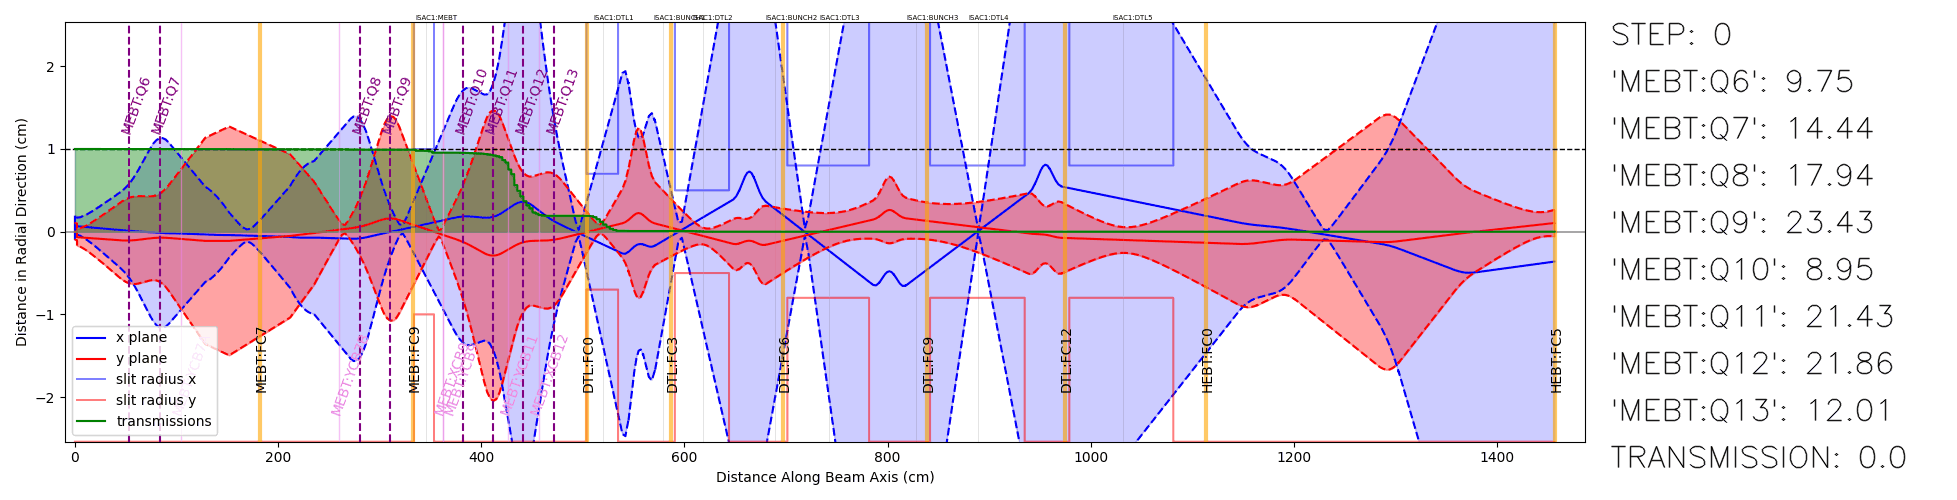 ISAC1:MEBT
ISAC1:DTL1
ISAC1:DTL2
ISAC1:BUNCH2
ISAC1:DTL3
ISAC1:BUNCH3
ISAC1:DTL4
ISAC1:DTL5
STEP: 0
'MEBT:Q6': 9.75
'MEBT:Q7': 14.44
'MEBT:Q8': 17.94
'MEBT:Q9': 23.43
'MEBT:Q10': 8.95
'MEBT:Q11': 21.43
'MEBT:Q12': 21.86
'MEBT:Q13': 12.01
TRANSMISSION: 0.0
MEBT:Q6
MEBT:Q7
MEBT:Q8
MEBT:Q9
MEBT:Q10
MEBT:Q11
MEBT:Q12
MEBT:Q13
MEBT:FC7
MEBT:FC9
DTL:FC0
DTL:FC3
DTL:FC6
DTL:FC9
DTL:FC12
HEBT:FC0
HEBT:FC5
2
1
0
−1
−2
Distance in Radial Direction (cm)
x plane
y plane
slit radius x
slit radius y
transmissions
0
200
400
600
800
1000
1200
1400
Distance Along Beam Axis (cm)